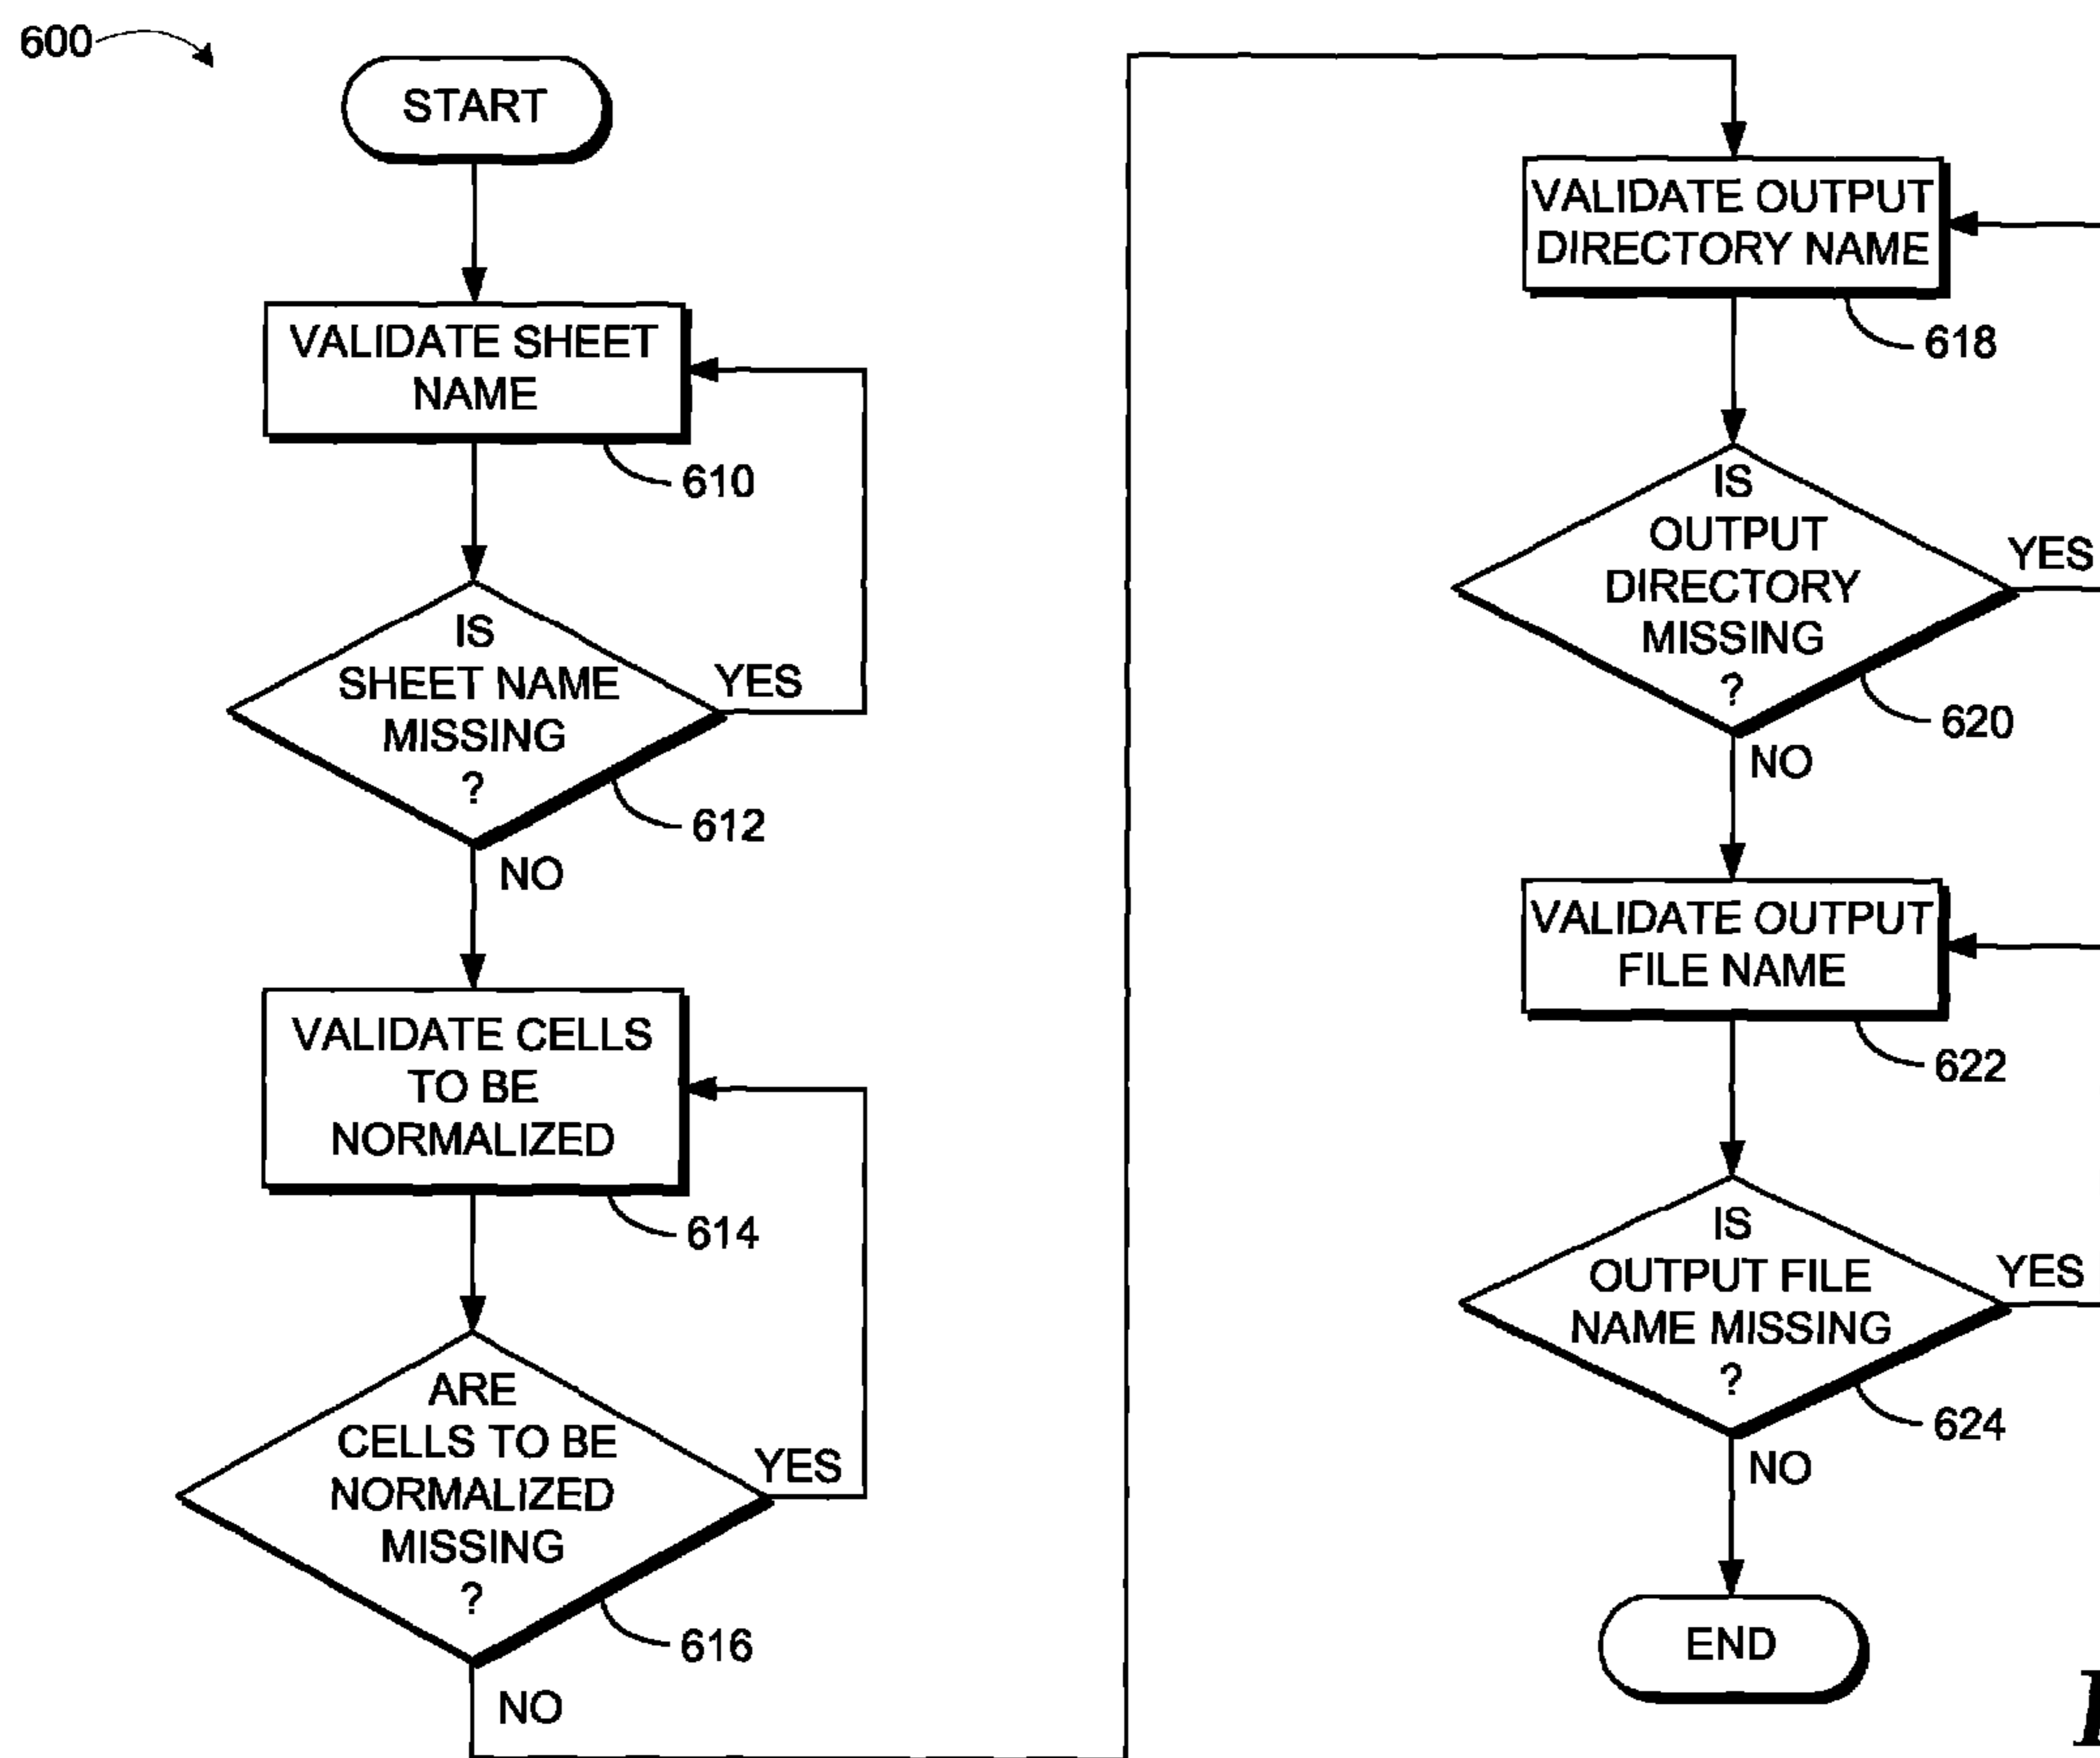 600
START
VALIDATE SHEET
NAME
610
IS
SHEET NAME
MISSING
?
YES
612
NO
VALIDATE CELLS
TO BE
NORMALIZED
614
ARE
CELLS TO BE
NORMALIZED
MISSING
?
YES
616
NO
VALIDATE OUTPUT
DIRECTORY NAME
618
IS
OUTPUT
DIRECTORY
MISSING
?
YES
620
NO
VALIDATE OUTPUT
FILE NAME
622
IS
OUTPUT FILE
NAME MISSING
?
YES
624
NO
END